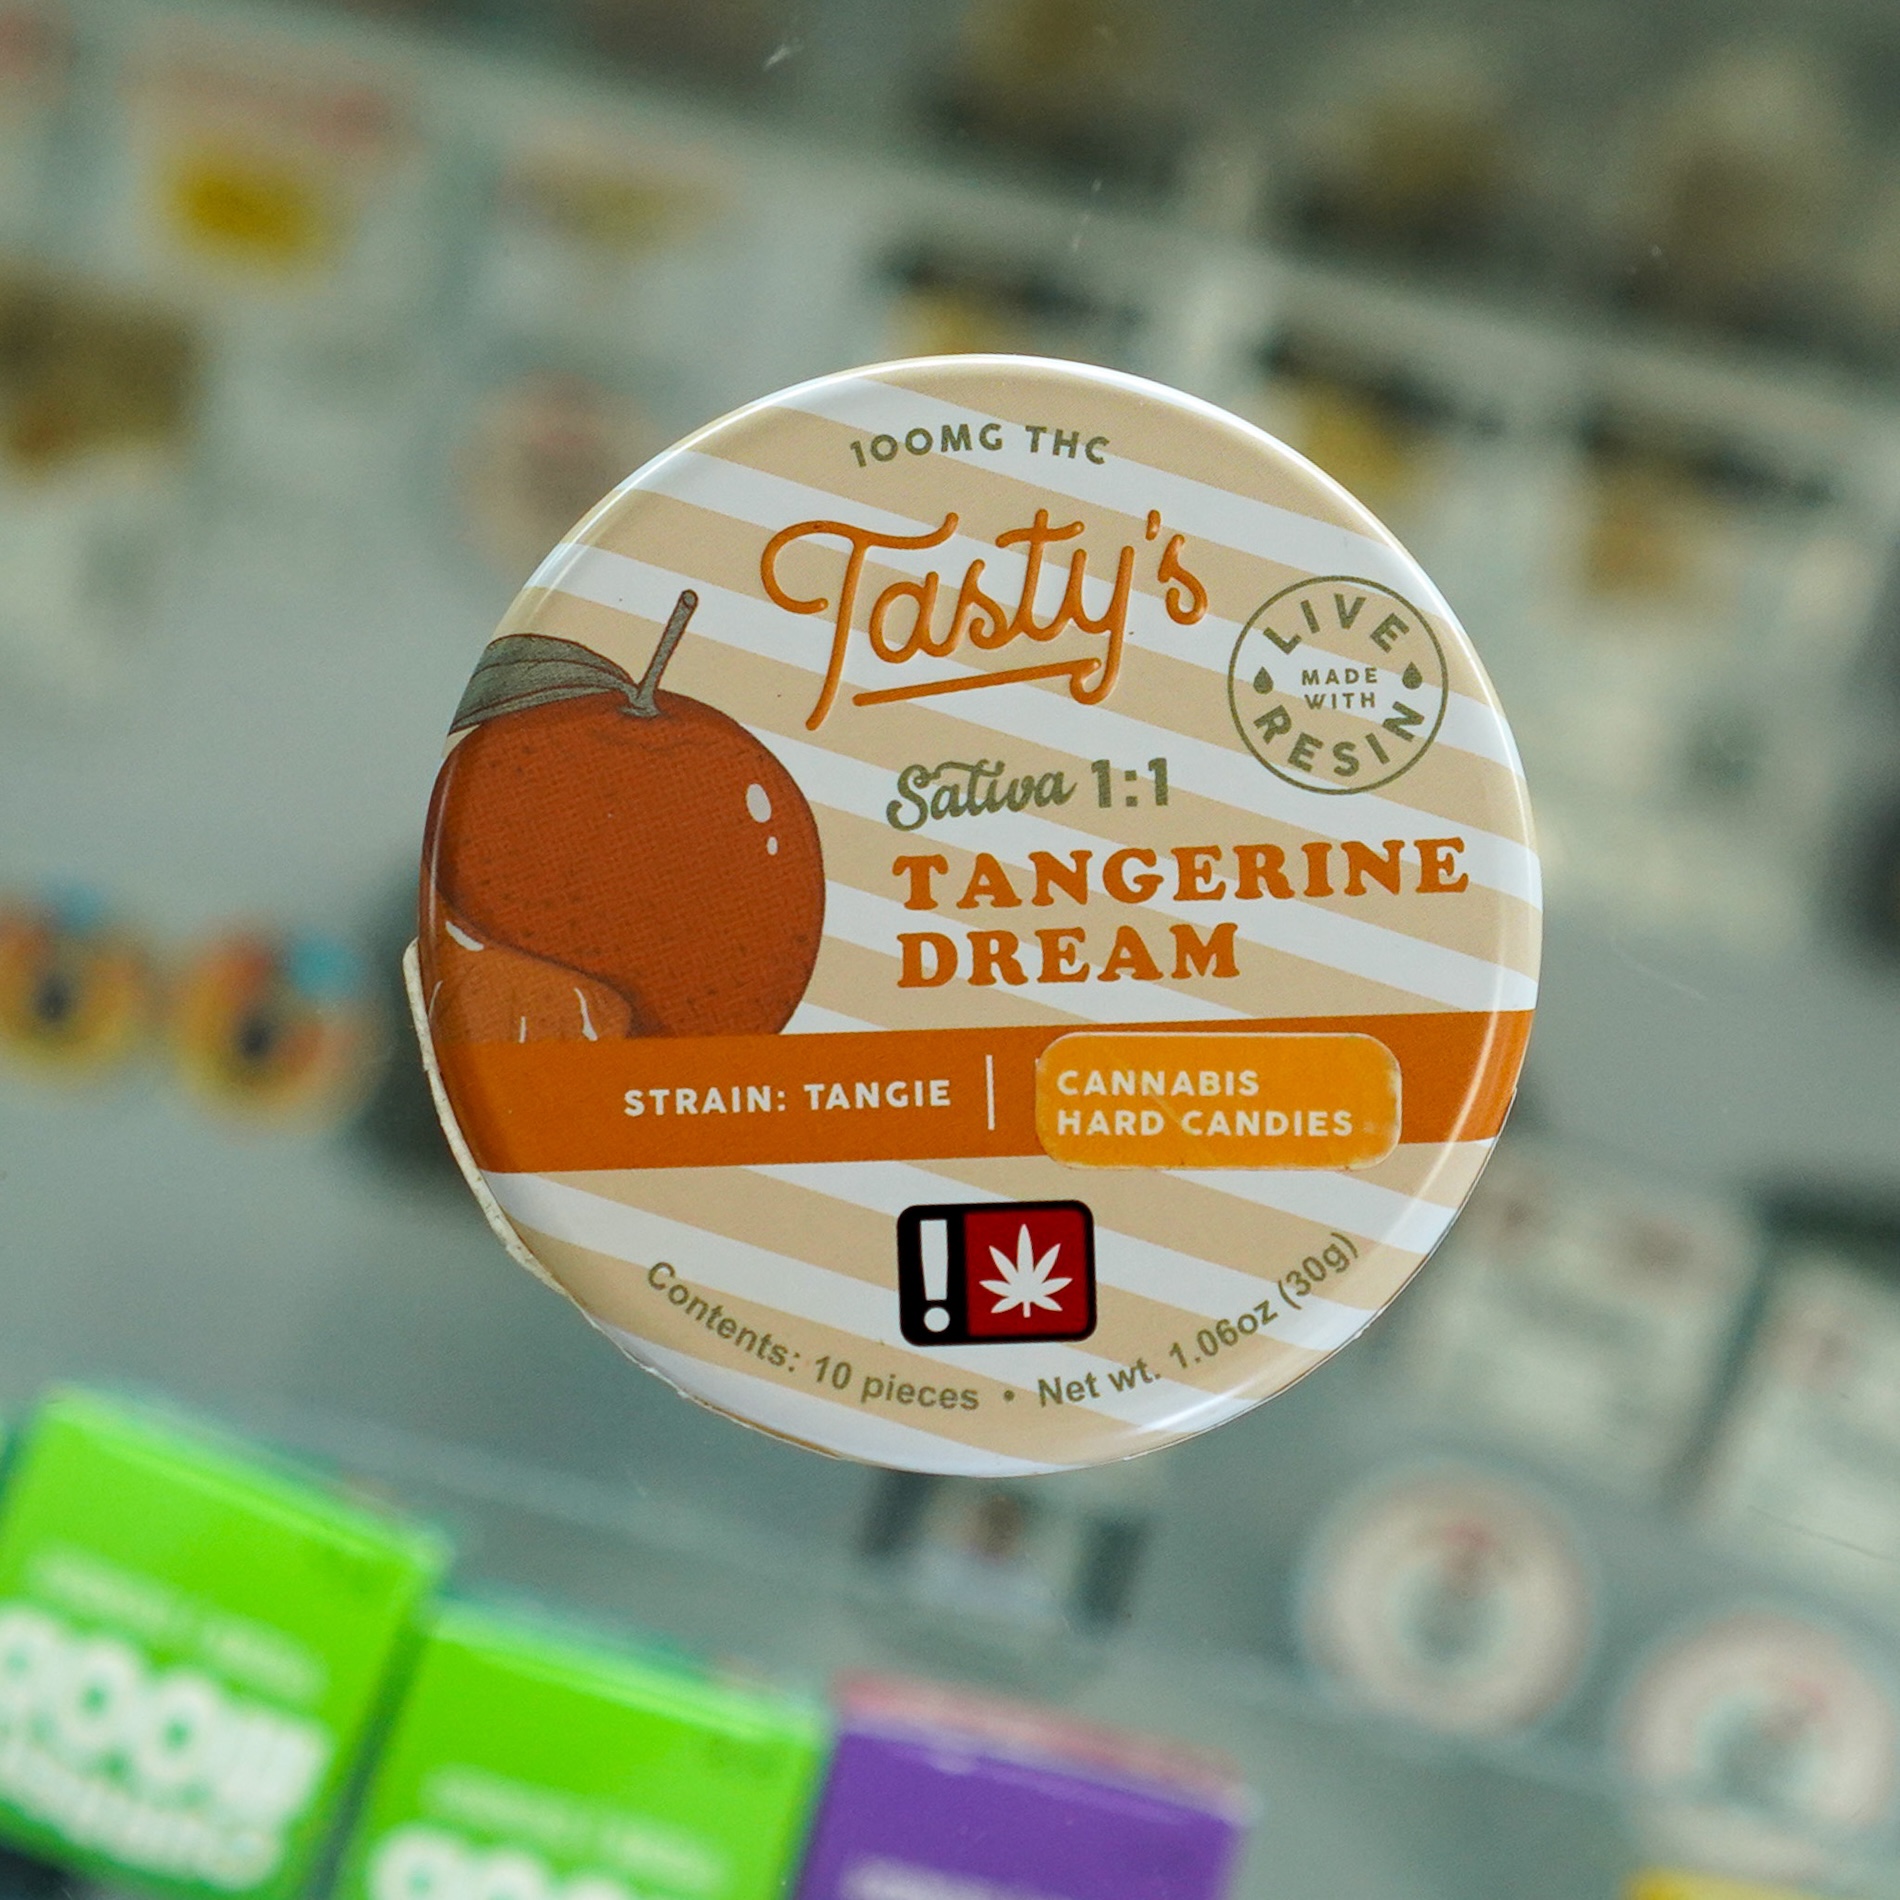 100MG THC
Tasty's
LIVE
MADE
WITH
RESIN
Sativa 1:1
TANGERINE
DREAM
STRAIN: TANGIE
CANNABIS
HARD CANDIES
!
Contents: 10 pieces • Net wt. 1.06oz (30g)